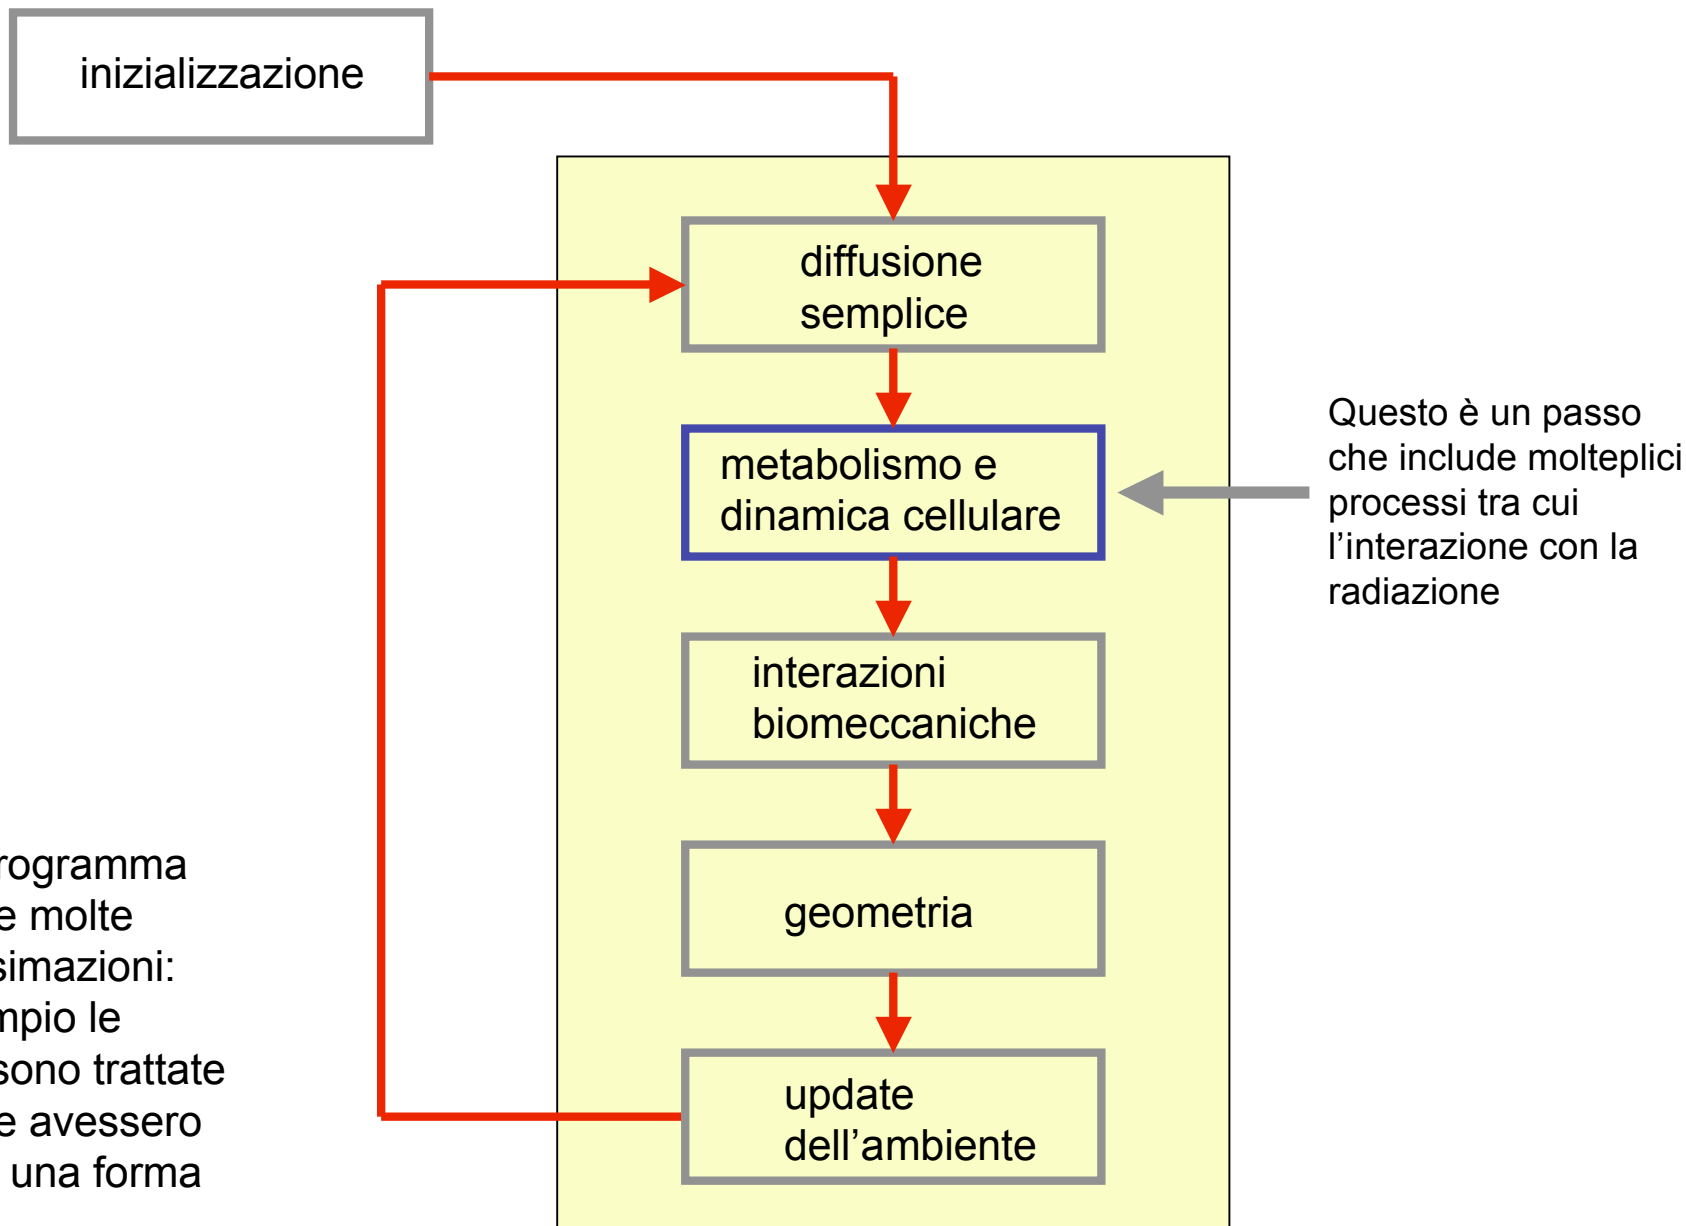 inizializzazione
diffusione
semplice
metabolismo e
dinamica cellulare
Questo è un passo
che include molteplici
processi tra cui
l’interazione con la
radiazione
interazioni
biomeccaniche
geometria
update
dell’ambiente
rogramma
e molte
simazioni:
mpio le
sono trattate
e avessero
una forma